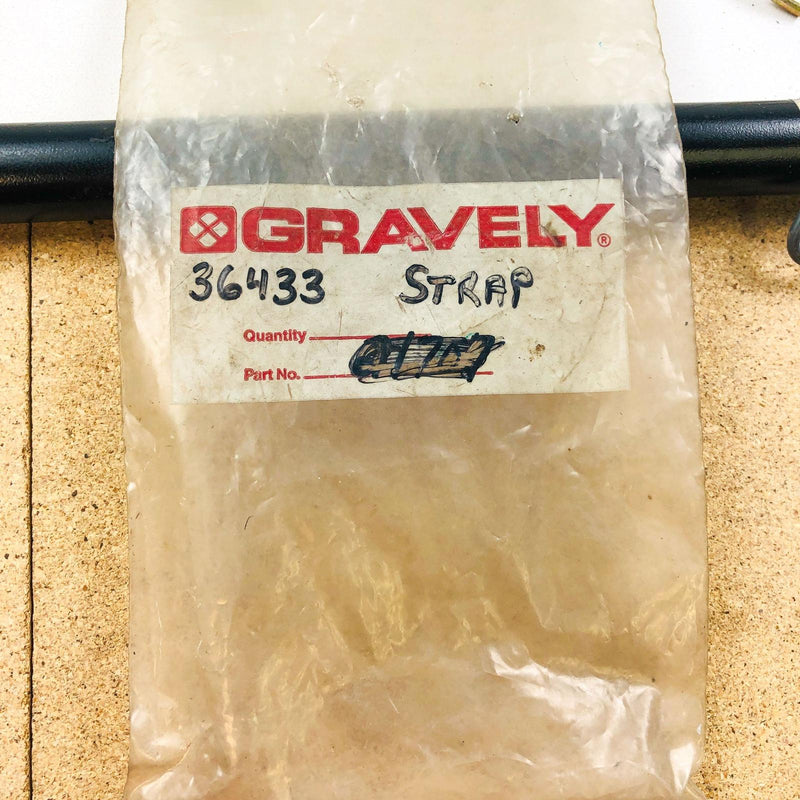 GRAVELY®
36433 STRAP
Quantity
Part No.